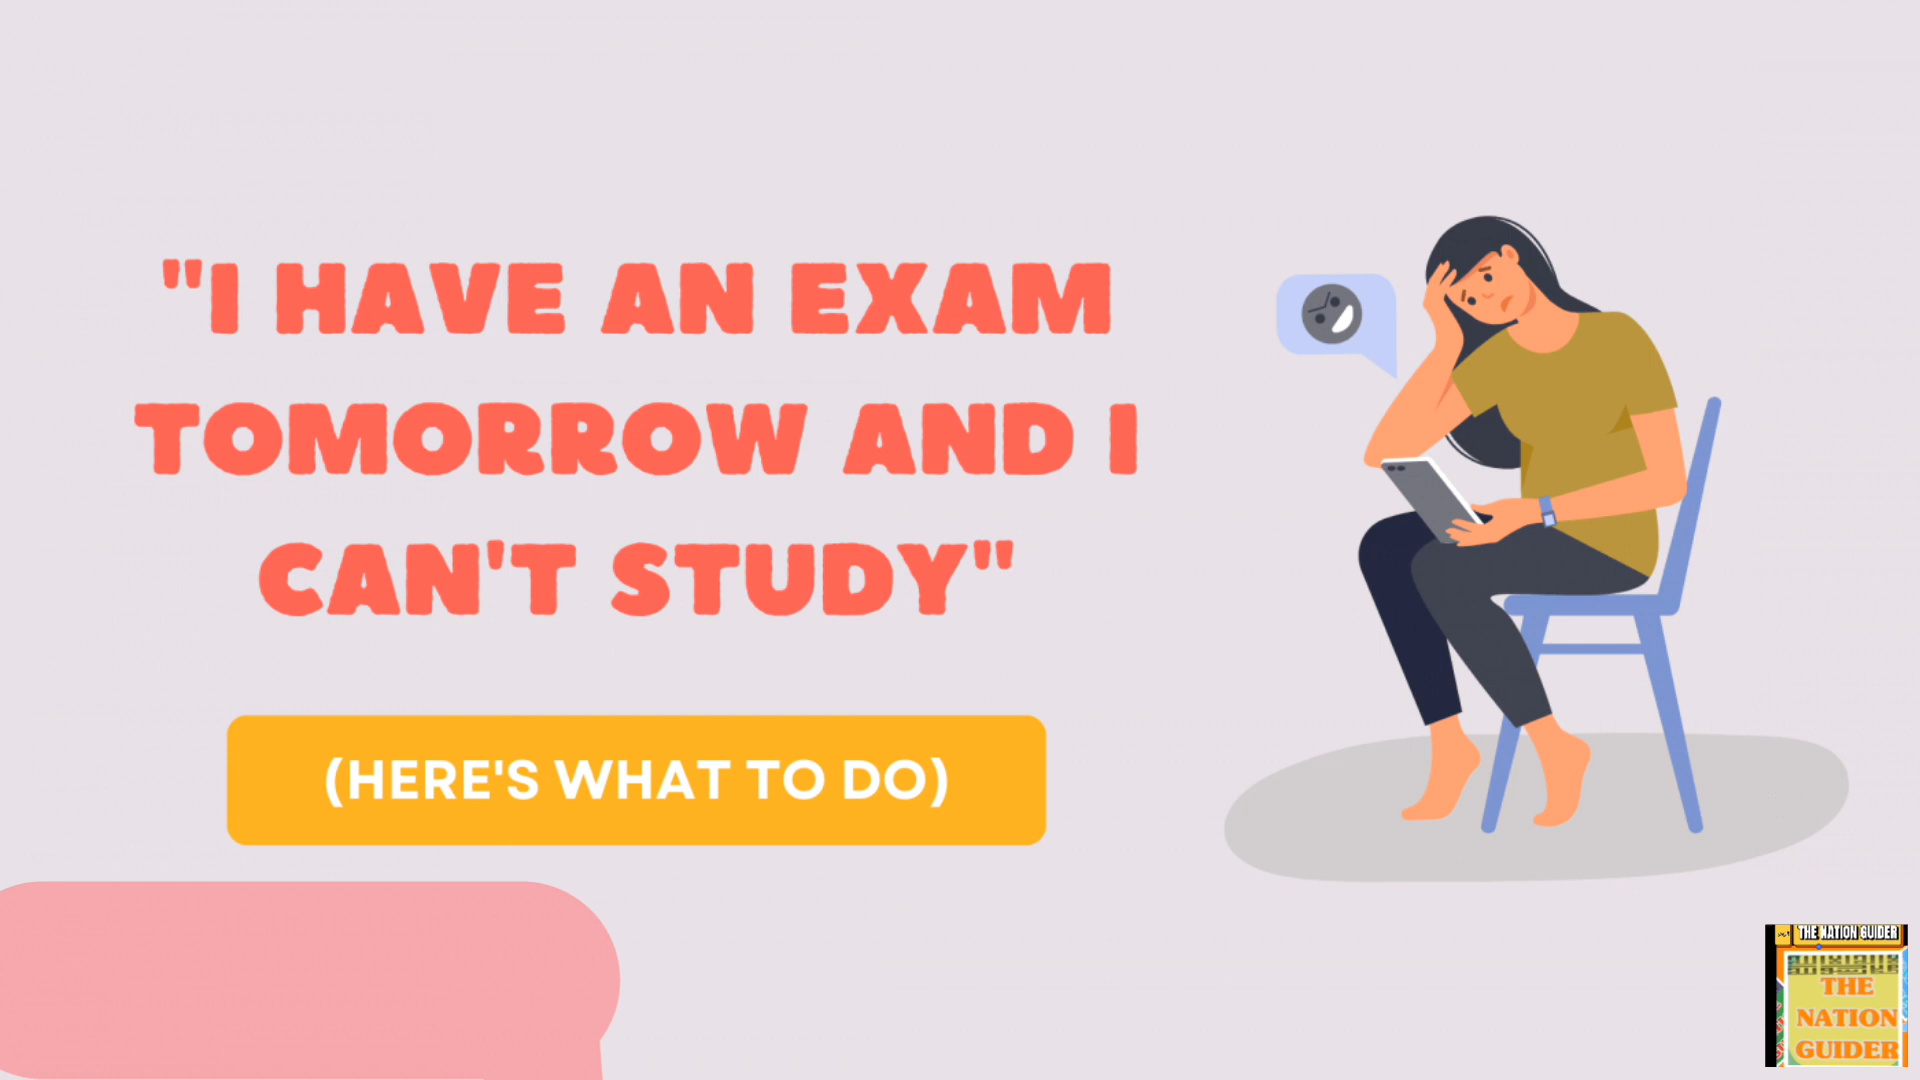 "I HAVE AN EXAM
TOMORROW AND I
CAN'T STUDY"
(HERE'S WHAT TO DO)
THE NATION GUIDER
THE
NATION
GUIDER